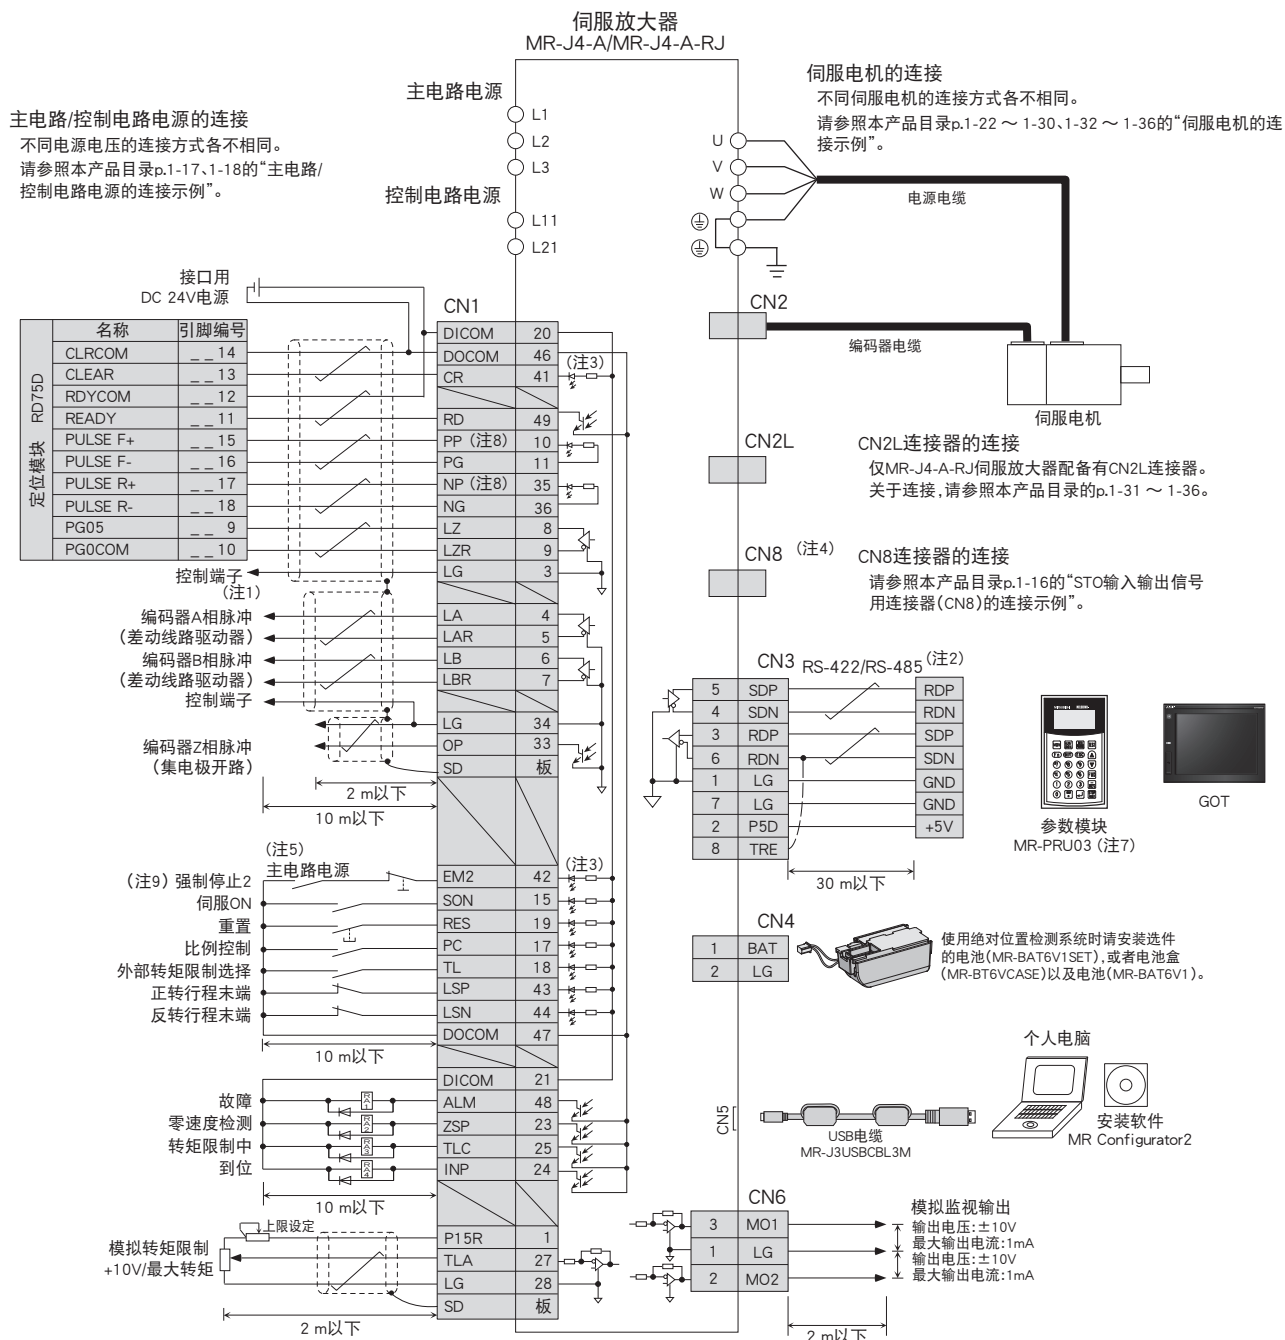 伺服放大器
MR-J4-A/MR-J4-A-RJ
主电路/控制电路电源的连接
不同电源电压的连接方式各不相同。
请参照本产品目录p.1-17、1-18的“主电路/
控制电路电源的连接示例”。
主电路电源
L1
L2
L3
控制电路电源
L11
L21
伺服电机的连接
不同伺服电机的连接方式各不相同。
请参照本产品目录p.1-22 ～ 1-30、1-32 ～ 1-36的“伺服电机的连
接示例”。
U
V
W
电源电缆
CN2
编码器电缆
伺服电机
接口用
DC 24V电源
CN1
定位模块 RD75D
名称 引脚编号
CLRCOM _ _ 14
CLEAR _ _ 13
RDYCOM _ _ 12
READY _ _ 11
PULSE F+ _ _ 15
PULSE F- _ _ 16
PULSE R+ _ _ 17
PULSE R- _ _ 18
PG05 _ _ 9
PG0COM _ _ 10
DICOM 20
DOCOM 46
CR 41
(注3)
RD 49
PP (注8) 10
PG 11
NP (注8) 35
NG 36
LZ 8
LZR 9
LG 3
控制端子
(注1)
编码器A相脉冲
(差动线路驱动器)
编码器B相脉冲
(差动线路驱动器)
控制端子
LA 4
LAR 5
LB 6
LBR 7
编码器Z相脉冲
(集电极开路)
LG 34
OP 33
SD 板
2 m以下
10 m以下
(注5)
主电路电源
(注3)
(注9) 强制停止2 EM2 42
伺服ON SON 15
重置 RES 19
比例控制 PC 17
外部转矩限制选择 TL 18
正转行程末端 LSP 43
反转行程末端 LSN 44
DOCOM 47
10 m以下
DICOM 21
故障 RA1 ALM 48
零速度检测 RA2 ZSP 23
转矩限制中 RA3 TLC 25
到位 RA4 INP 24
10 m以下
上限设定
模拟转矩限制
+10V/最大转矩
P15R 1
TLA 27
LG 28
SD 板
2 m以下
CN2L
CN2L连接器的连接
仅MR-J4-A-RJ伺服放大器配备有CN2L连接器。
关于连接,请参照本产品目录的p.1-31 ～ 1-36。
CN8 (注4)
CN8连接器的连接
请参照本产品目录p.1-16的“STO输入输出信号
用连接器(CN8)的连接示例”。
CN3 RS-422/RS-485 (注2)
5 SDP RDP
4 SDN RDN
3 RDP SDP
6 RDN SDN
1 LG GND
7 LG GND
2 P5D +5V
8 TRE
30 m以下
参数模块
MR-PRU03 (注7)
GOT
CN4
1 BAT
2 LG
使用绝对位置检测系统时请安装选件
的电池(MR-BAT6V1SET),或者电池盒
(MR-BT6VCASE)以及电池(MR-BAT6V1)。
个人电脑
CN5
USB电缆
MR-J3USBCBL3M
安装软件
MR Configurator2
CN6
3 MO1
1 LG
2 MO2
模拟监视输出
输出电压:±10V
最大输出电流:1mA
输出电压:±10V
最大输出电流:1mA
2 m以下